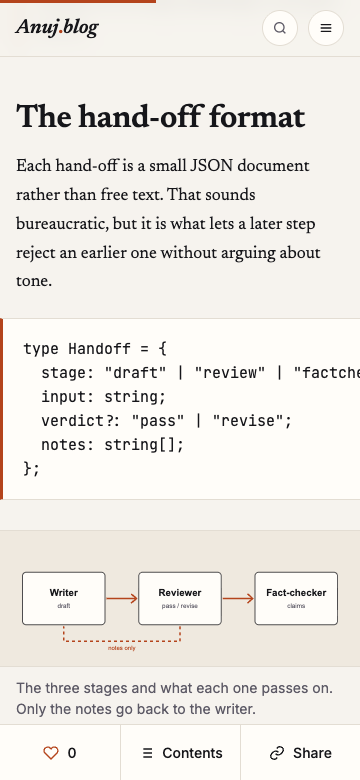 Anuj.blog
The hand-off format
Each hand-off is a small JSON document
rather than free text. That sounds
bureaucratic, but it is what lets a later step
reject an earlier one without arguing about
tone.
type Handoff = {
  stage: "draft" | "review" | "factche
  input: string;
  verdict?: "pass" | "revise";
  notes: string[];
};
Writer
draft
Reviewer
pass / revise
Fact-checker
claims
notes only
The three stages and what each one passes on.
Only the notes go back to the writer.
0
Contents
Share